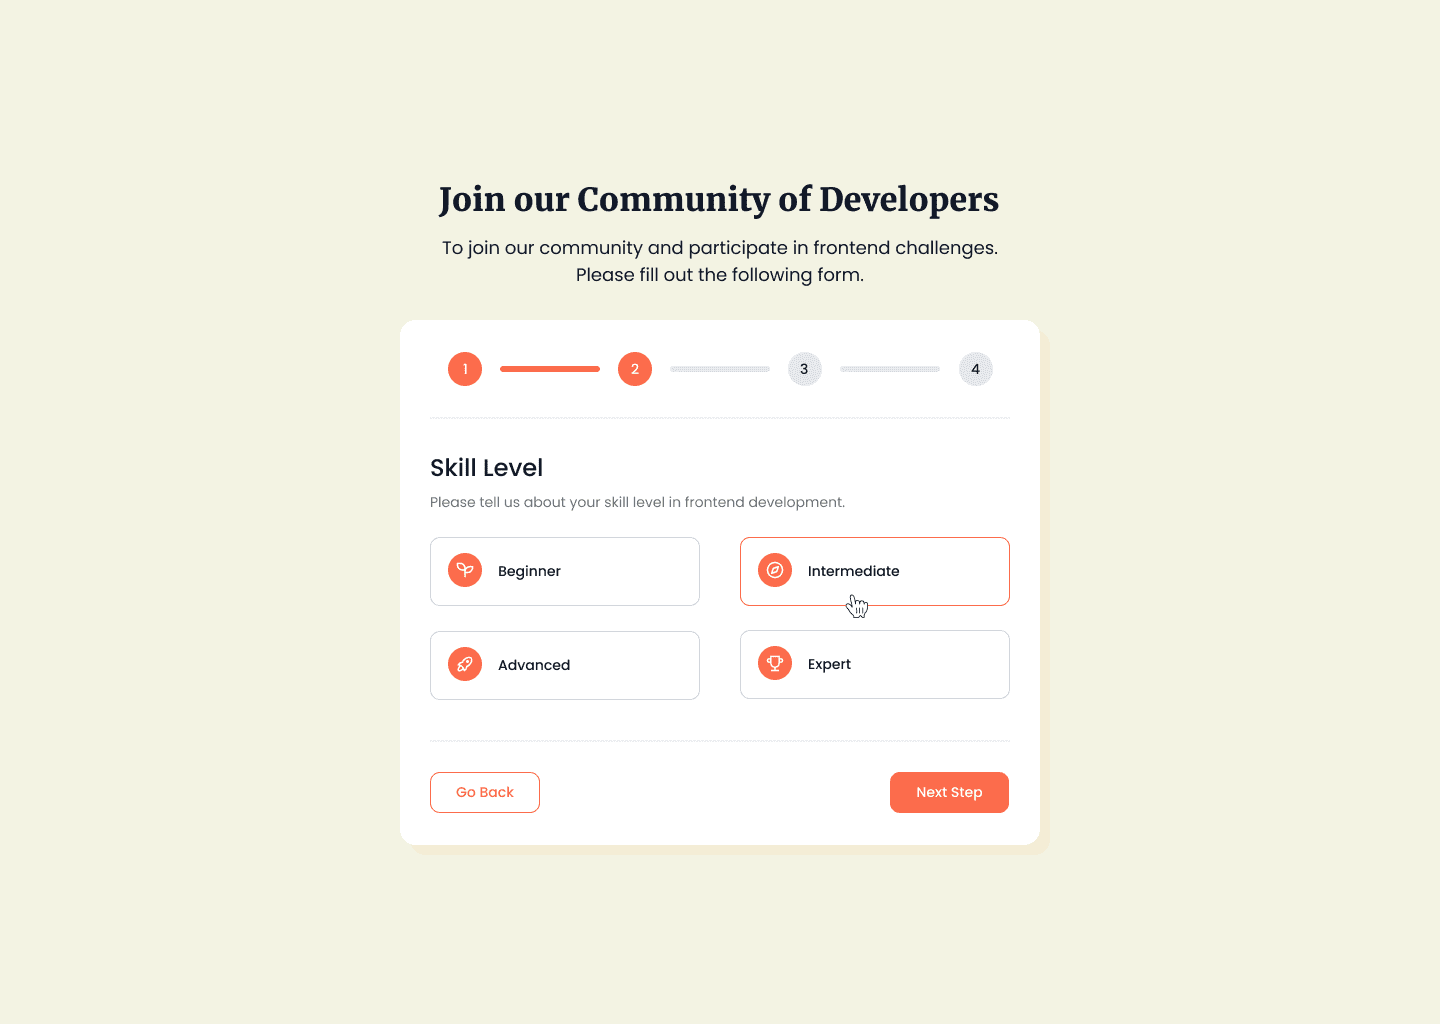 Join our Community of Developers
To join our community and participate in frontend challenges.
Please fill out the following form.
1 2 3 4
Skill Level
Please tell us about your skill level in frontend development.
Beginner Intermediate
Advanced Expert
Go Back Next Step